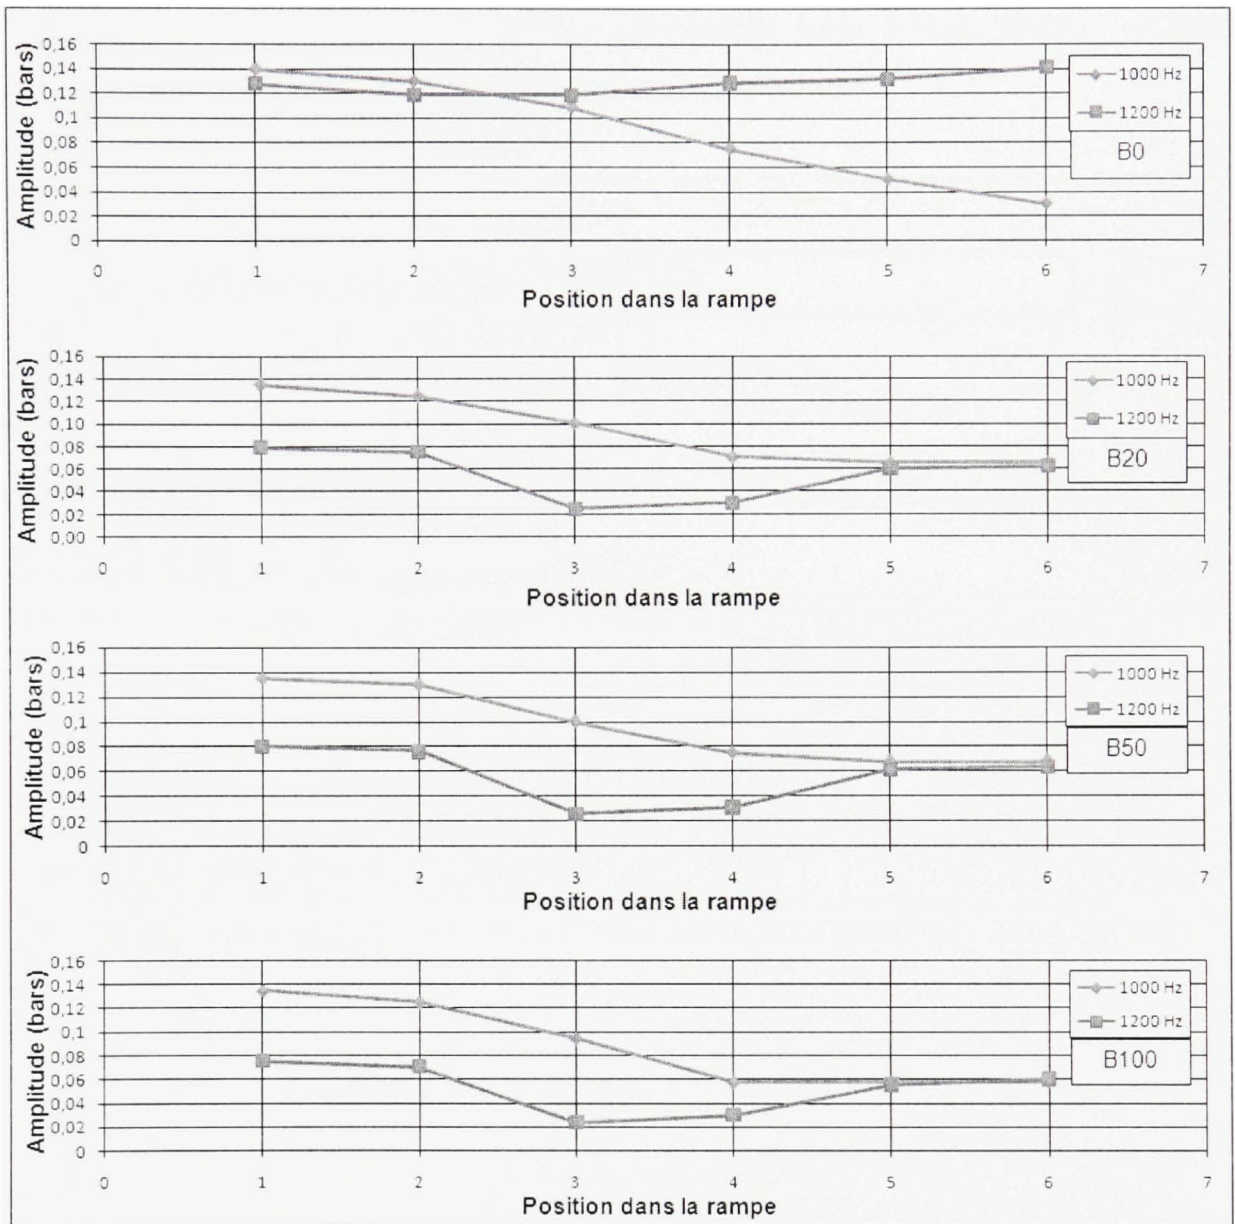 Amplitude (bars)
0,16
0,14
0,12
0,1
0,08
0,06
0,04
0,02
0
0 1 2 3 4 5 6 7
Position dans la rampe
1000 Hz
1200 Hz
B0
Amplitude (bars)
0,16
0,14
0,12
0,10
0,08
0,06
0,04
0,02
0,00
0 1 2 3 4 5 6 7
Position dans la rampe
1000 Hz
1200 Hz
B20
Amplitude (bars)
0,16
0,14
0,12
0,1
0,08
0,06
0,04
0,02
0
0 1 2 3 4 5 6 7
Position dans la rampe
1000 Hz
1200 Hz
B50
Amplitude (bars)
0,16
0,14
0,12
0,1
0,08
0,06
0,04
0,02
0
0 1 2 3 4 5 6 7
Position dans la rampe
1000 Hz
1200 Hz
B100